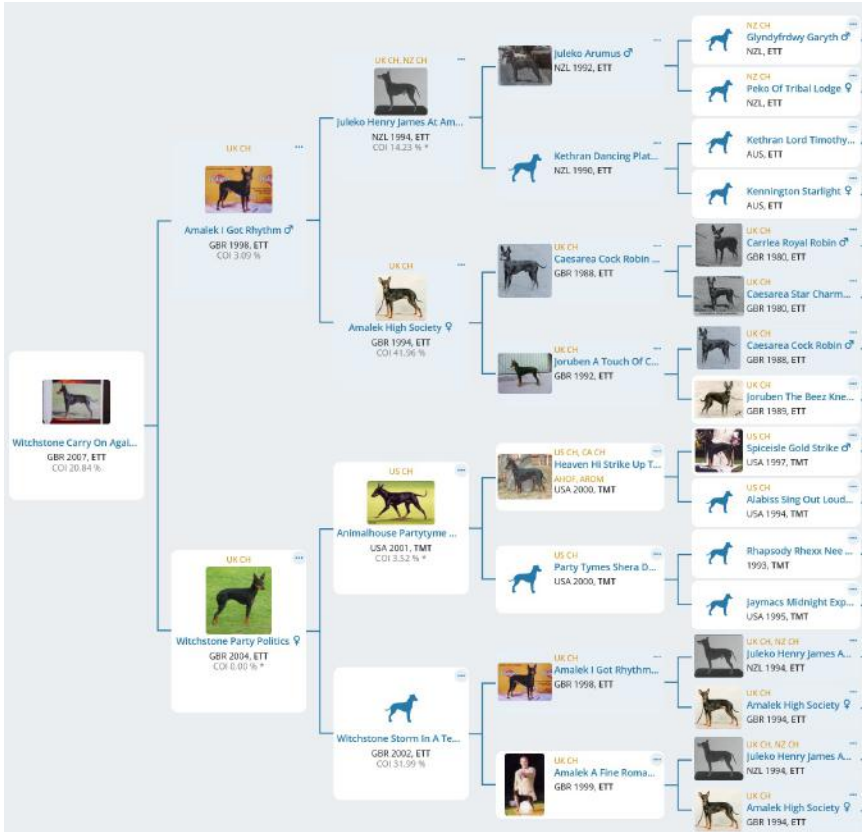 Witchstone Carry On Agai...
GBR 2007, ETT
COI 20.84 %
UK CH
Amalek I Got Rhythm ♂
GBR 1998, ETT
COI 3.09 %
UK CH
Witchstone Party Politics ♀
GBR 2004, ETT
COI 0.00 % *
UK CH, NZ CH
Juleko Henry James At Am...
NZL 1994, ETT
COI 14.23 % *
UK CH
Amalek High Society ♀
GBR 1994, ETT
COI 41.96 %
US CH
Animalhouse Partytyme ...
USA 2001, TMT
COI 3.52 % *
Witchstone Storm In A Te...
GBR 2002, ETT
COI 31.99 %
Juleko Arumus ♂
NZL 1992, ETT
Kethran Dancing Plat...
NZL 1990, ETT
UK CH
Caesarea Cock Robin ...
GBR 1988, ETT
UK CH
Joruben A Touch Of C...
GBR 1992, ETT
US CH, CA CH
Heaven Hi Strike Up T...
AHOF, AROM
USA 2000, TMT
US CH
Party Tymes Shera D...
USA 2000, TMT
UK CH
Amalek I Got Rhythm...
GBR 1998, ETT
UK CH
Amalek A Fine Roma...
GBR 1999, ETT
NZ CH
Glyndyfrdwy Garyth ♂
NZL, ETT
NZ CH
Peko Of Tribal Lodge ♀
NZL, ETT
Kethran Lord Timothy...
AUS, ETT
Kennington Starlight ♀
AUS, ETT
UK CH
Carrlea Royal Robin ♂
GBR 1980, ETT
UK CH
Caesarea Star Charm...
GBR 1980, ETT
UK CH
Caesarea Cock Robin ♂
GBR 1988, ETT
UK CH
Joruben The Beez Kne...
GBR 1989, ETT
US CH
Spiceisle Gold Strike ♂
USA 1997, TMT
US CH
Alabiss Sing Out Loud...
USA 1994, TMT
Rhapsody Rhexx Nee ...
1993, TMT
Jaymacs Midnight Exp...
USA 1995, TMT
UK CH, NZ CH
Juleko Henry James A...
NZL 1994, ETT
UK CH
Amalek High Society ♀
GBR 1994, ETT
UK CH, NZ CH
Juleko Henry James A...
NZL 1994, ETT
UK CH
Amalek High Society ♀
GBR 1994, ETT